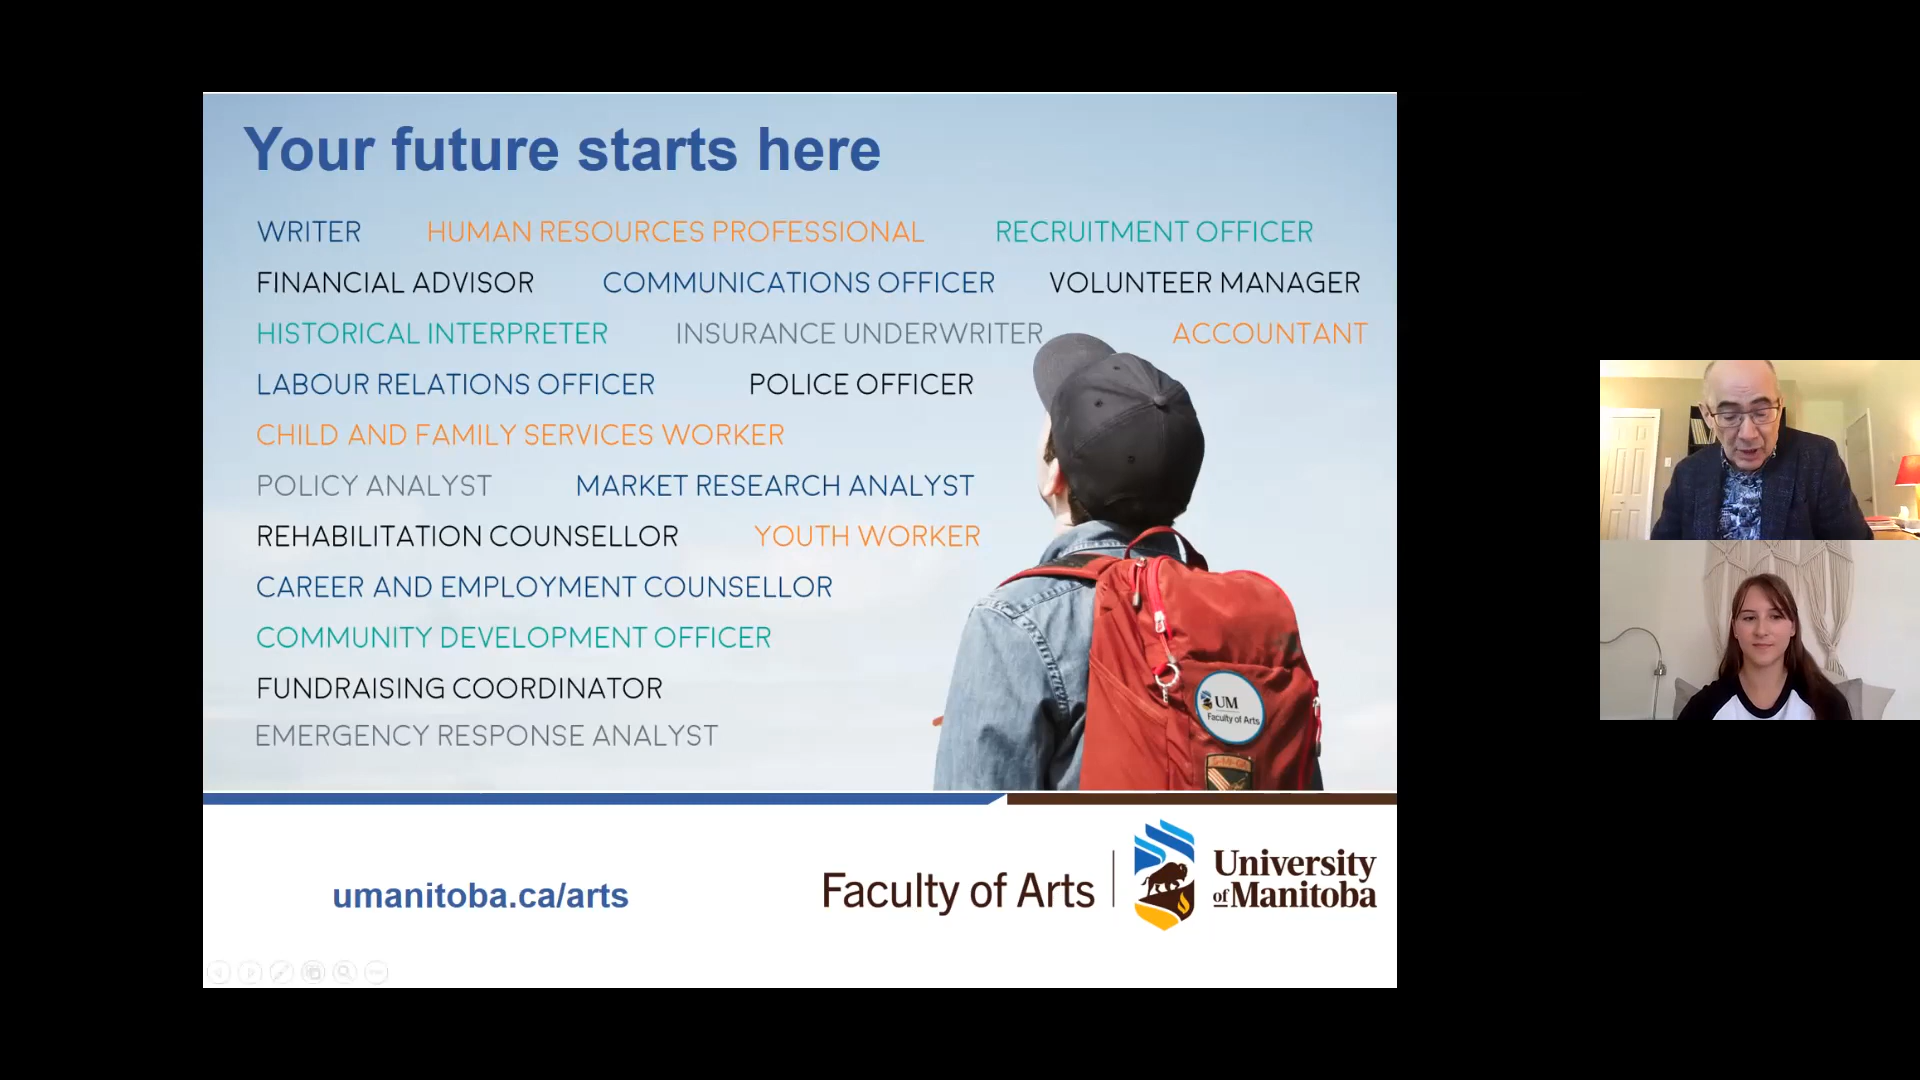 Your future starts here
WRITER HUMAN RESOURCES PROFESSIONAL RECRUITMENT OFFICER
FINANCIAL ADVISOR COMMUNICATIONS OFFICER VOLUNTEER MANAGER
HISTORICAL INTERPRETER INSURANCE UNDERWRITER ACCOUNTANT
LABOUR RELATIONS OFFICER POLICE OFFICER
CHILD AND FAMILY SERVICES WORKER
POLICY ANALYST MARKET RESEARCH ANALYST
REHABILITATION COUNSELLOR YOUTH WORKER
CAREER AND EMPLOYMENT COUNSELLOR
COMMUNITY DEVELOPMENT OFFICER
FUNDRAISING COORDINATOR
EMERGENCY RESPONSE ANALYST
UM
Faculty of Arts
umanitoba.ca/arts
Faculty of Arts
University
of Manitoba